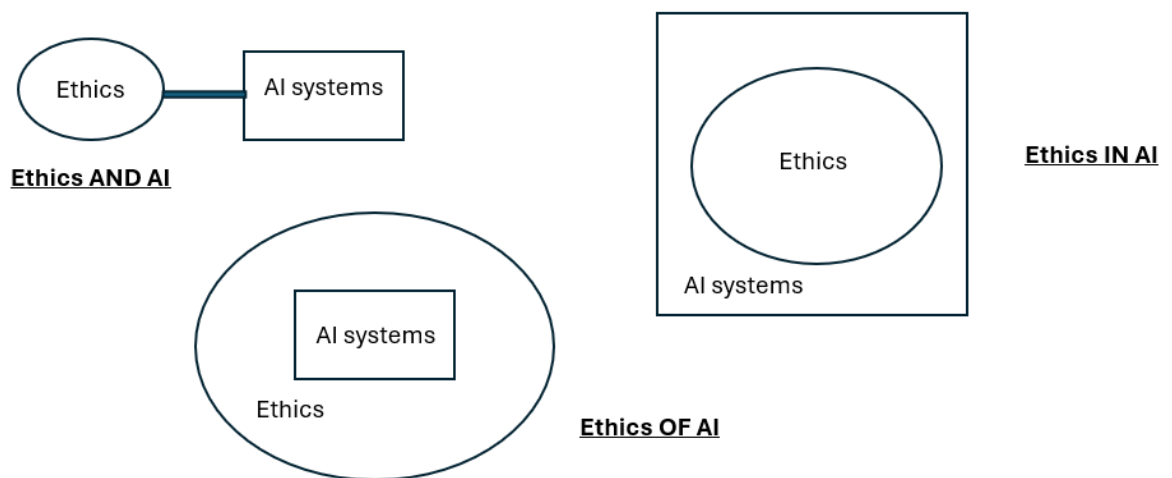 Ethics
AI systems
Ethics AND AI
Ethics
AI systems
Ethics IN AI
AI systems
Ethics
Ethics OF AI